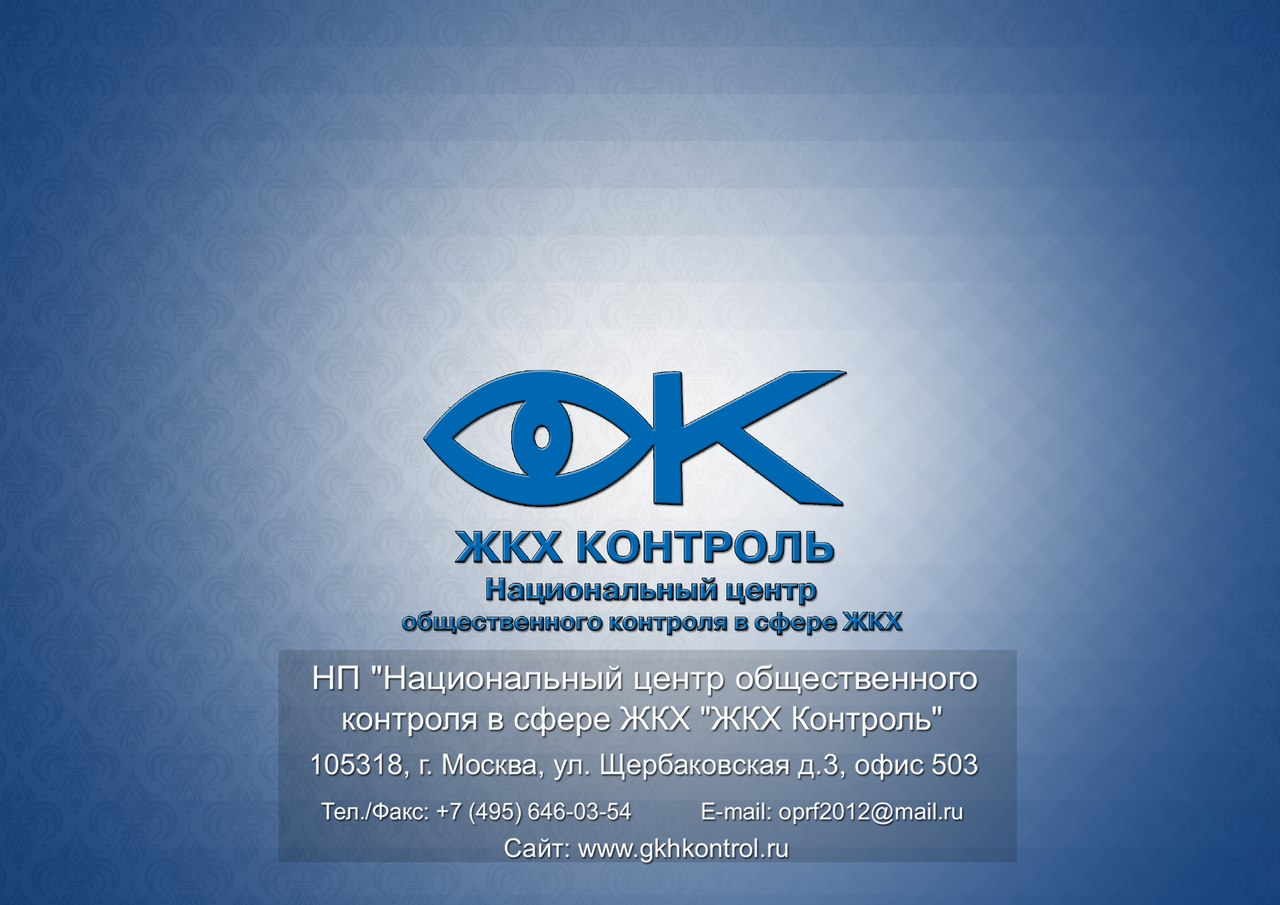 ОК
ЖКХ КОНТРОЛЬ
Национальный центр
общественного контроля в сфере ЖКХ
НП "Национальный центр общественного
контроля в сфере ЖКХ "ЖКХ Контроль"
105318, г. Москва, ул. Щербаковская д.3, офис 503
Тел./Факс: +7 (495) 646-03-54 E-mail: oprf2012@mail.ru
Сайт: www.gkhkontrol.ru